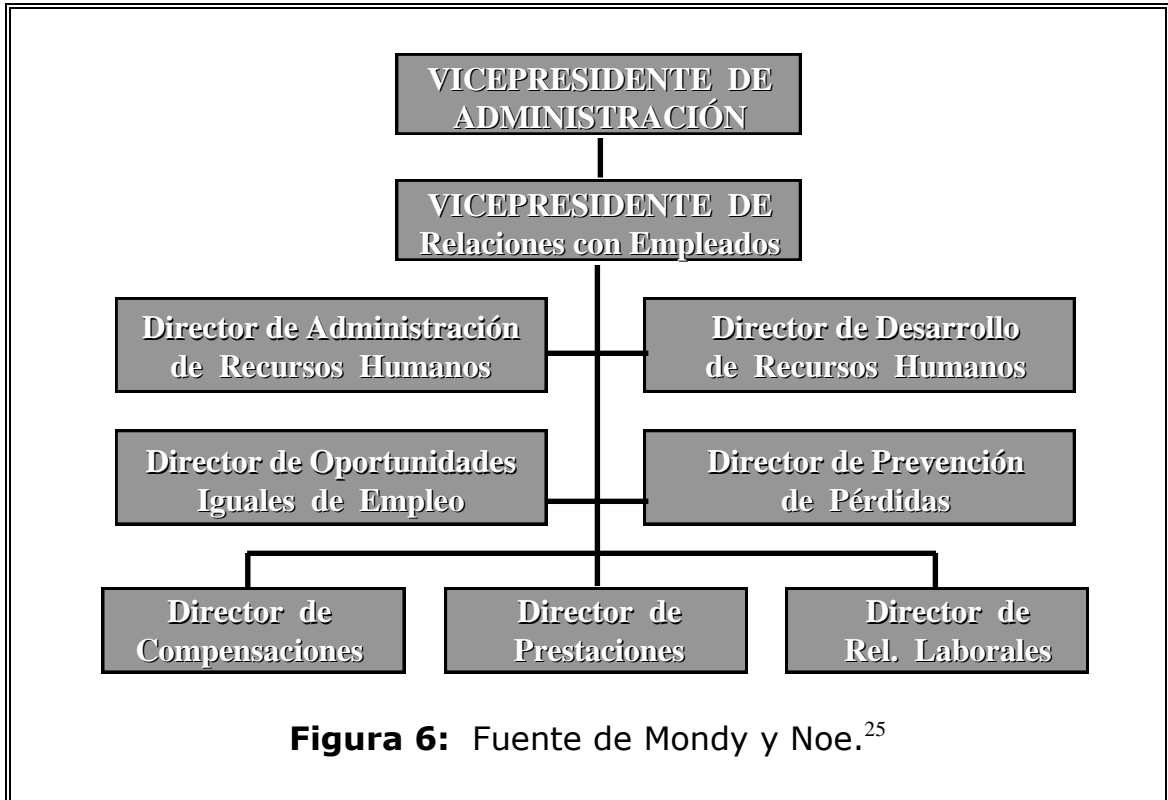 VICEPRESIDENTE DE
ADMINISTRACIÓN
VICEPRESIDENTE DE
Relaciones con Empleados
Director de Administración
de Recursos Humanos
Director de Desarrollo
de Recursos Humanos
Director de Oportunidades
Iguales de Empleo
Director de Prevención
de Pérdidas
Director de
Compensaciones
Director de
Prestaciones
Director de
Rel. Laborales
Figura 6: Fuente de Mondy y Noe.25